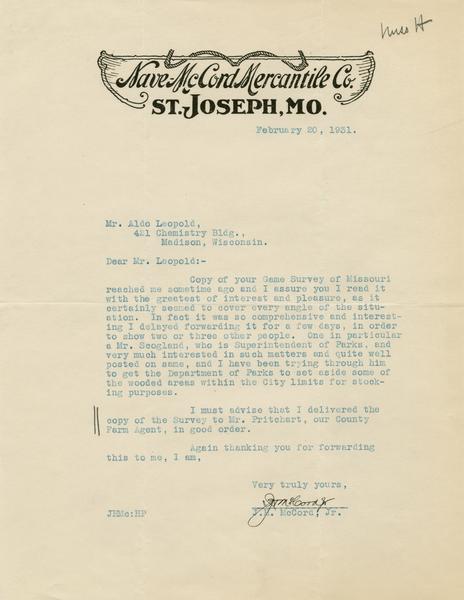 Miss H
Nave-McCord Mercantile Co.
St. Joseph, Mo.
February 20, 1931.
Mr. Aldo Leopold,
421 Chemistry Bldg.,
Madison, Wisconsin.
Dear Mr. Leopold:-
Copy of your Game Survey of Missouri
reached me sometime ago and I assure you I read it
with the greatest of interest and pleasure, as it
certainly seemed to cover every angle of the situ-
ation. In fact it was so comprehensive and interest-
ing I delayed forwarding it for a few days, in order
to show two or three other people. One in particular
a Mr. Scogland, who is Superintendent of Parks, and
very much interested in such matters and quite well
posted on same, and I have been trying through him
to get the Department of Parks to set aside some of
the wooded areas within the City limits for stock-
ing purposes.
I must advise that I delivered the
copy of the Survey to Mr. Pritchart, our County
Farm Agent, in good order.
Again thanking you for forwarding
this to me, I am,
Very truly yours,
J.H. McCord Jr
McCord, Jr.
JHMc:HP